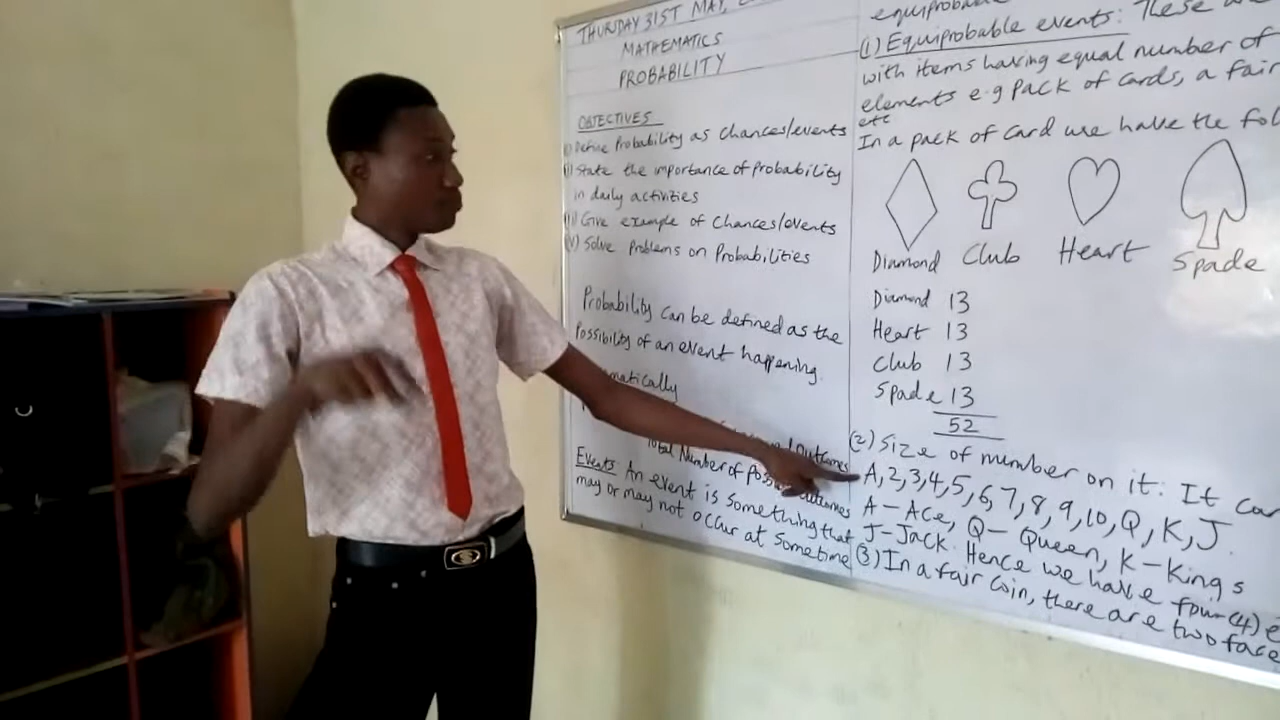 THURSDAY 31ST MAY,
MATHEMATICS
PROBABILITY
OBJECTIVES
(i) Define Probability as Chances/events
(ii) State the importance of Probability
in daily activities
(iii) Give example of Chances/events
(iv) Solve Problems on Probabilities
Probability can be defined as the
Possibility of an event happening.
Outcomes
Total Number of
Events: An event is something that
may or may not occur at sometime
(1) Equiprobable events: These are
with items having equal number of
elements e.g Pack of cards, a fair
etc
In a pack of card we have the
Diamond Club Heart Spade
Diamond 13
Heart 13
Club 13
Spade 13
52
(2) Size of number on it: It can
A,2,3,4,5,6,7,8,9,10,Q,K,J.
A-Ace, Q- Queen, K-Kings
J-Jack. Hence we have four (4)
(3) In a fair coin, there are two face